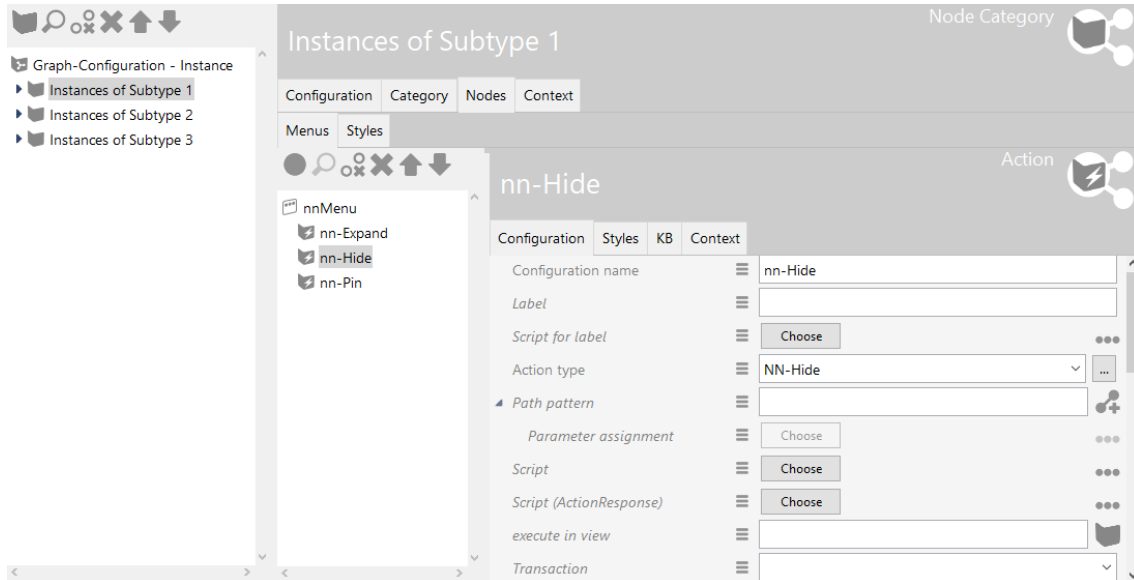 Node Category
Instances of Subtype 1
Graph-Configuration - Instance
Instances of Subtype 1
Instances of Subtype 2
Instances of Subtype 3
Configuration Category Nodes Context
Menus Styles
Action
nn-Hide
nnMenu
nn-Expand
nn-Hide
nn-Pin
Configuration Styles KB Context
Configuration name nn-Hide
Label
Script for label Choose
Action type NN-Hide ...
Path pattern
Parameter assignment Choose
Script Choose
Script (ActionResponse) Choose
execute in view
Transaction